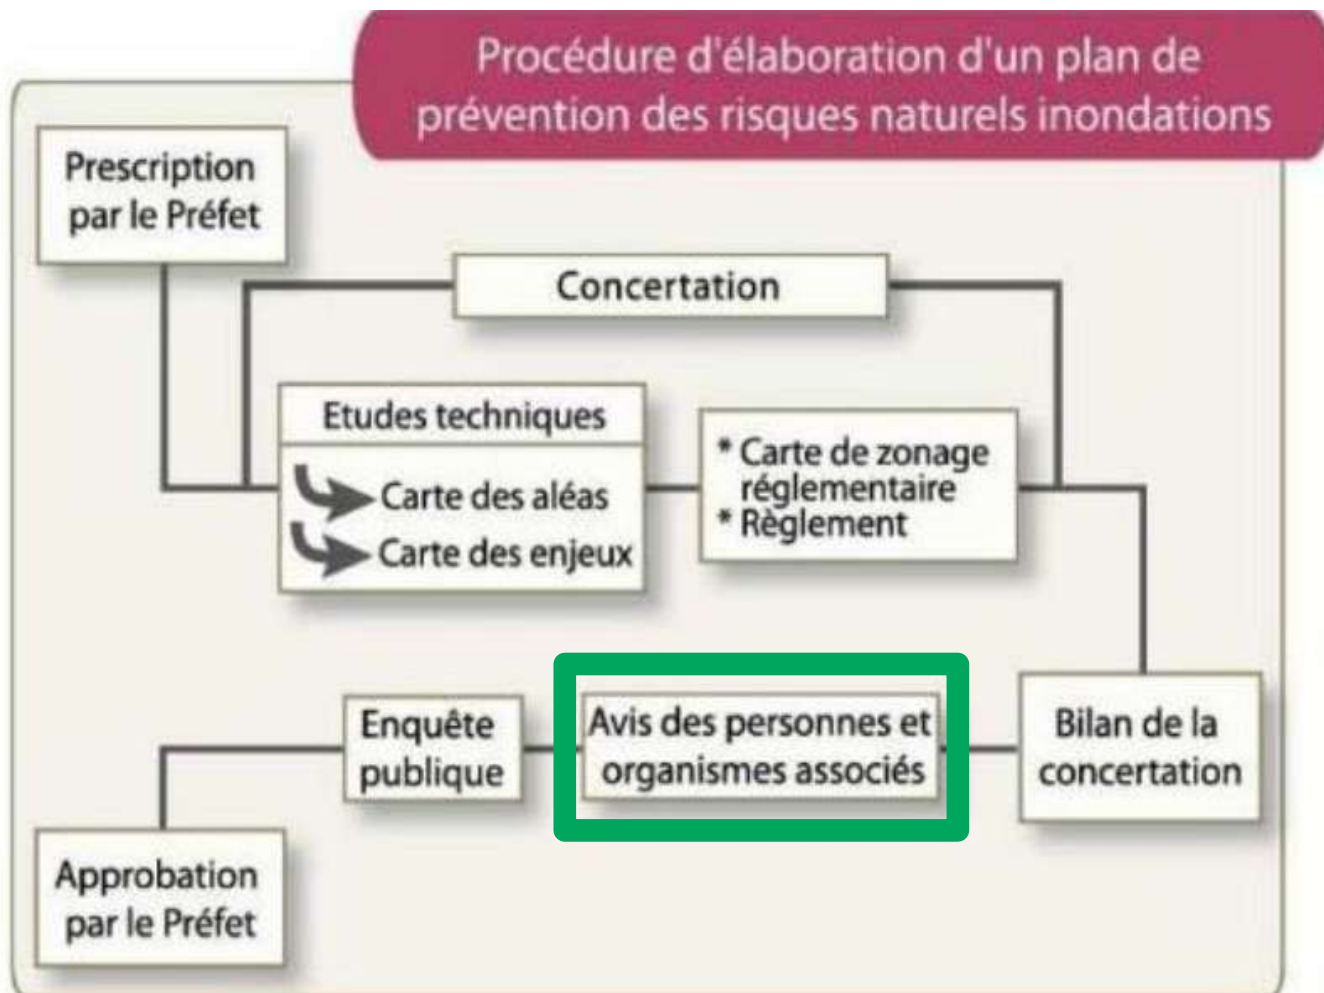 Procédure d'élaboration d'un plan de
prévention des risques naturels inondations
Prescription
par le Préfet
Concertation
Etudes techniques
Carte des aléas
Carte des enjeux
* Carte de zonage
réglementaire
* Règlement
Bilan de la
concertation
Avis des personnes et
organismes associés
Enquête
publique
Approbation
par le Préfet